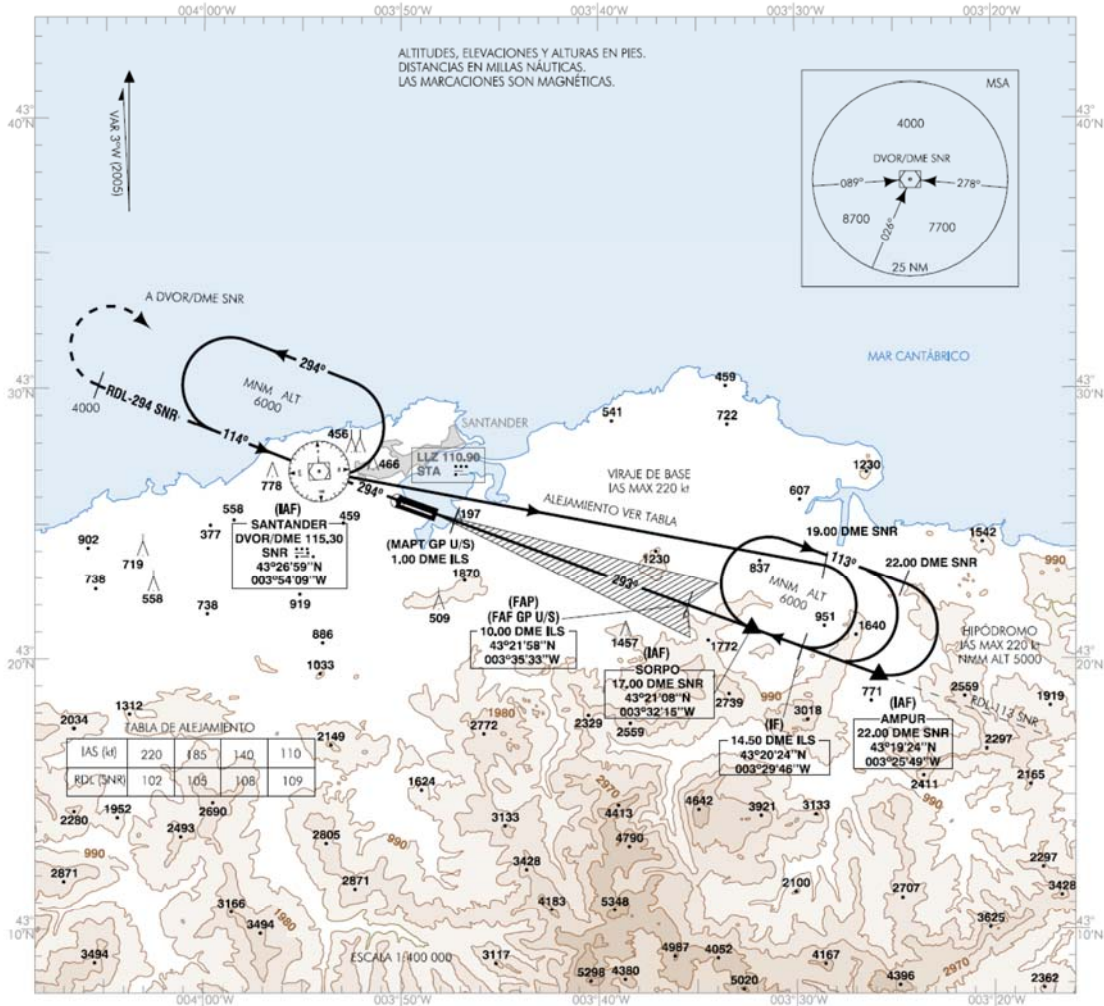 004°00'W
003°50'W
003°40'W
003°30'W
003°20'W
ALTITUDES, ELEVACIONES Y ALTURAS EN PIES.
DISTANCIAS EN MILLAS NÁUTICAS.
LAS MARCACIONES SON MAGNÉTICAS.
43°
40'N
43°
40'N
VAR 3°W (2005)
MSA
4000
DVOR/DME SNR
089°
278°
8700
026°
7700
25 NM
A DVOR/DME SNR
294°
MNM ALT
6000
RDL-294 SNR
4000
114°
MAR CANTÁBRICO
43°
30'N
43°
30'N
459
722
541
SANTANDER
456
466
LLZ 110.90
STA
778
294°
VIRAJE DE BASE
IAS MAX 220 kt
ALEJAMIENTO VER TABLA
1230
607
(IAF)
SANTANDER
DVOR/DME 115.30
SNR
43°26'59''N
003°54'09''W
459
197
(MAPT GP U/S)
1.00 DME ILS
558
377
902
719
738
558
738
919
1870
509
1230
293°
837
19.00 DME SNR
113°
22.00 DME SNR
1542
990
MNM ALT
6000
951
1640
(FAP)
(FAF GP U/S)
10.00 DME ILS
43°21'58''N
003°35'33''W
1457
(IAF)
SORPO
17.00 DME SNR
43°21'08''N
003°32'15''W
1772
HIPÓDROMO
IAS MAX 220 kt
NMM ALT 5000
43°
20'N
43°
20'N
886
1033
771
(IAF)
AMPUR
22.00 DME SNR
43°19'24''N
003°25'49''W
RDL-113 SNR
2559
1919
990
2739
3018
(IF)
14.50 DME ILS
43°20'24''N
003°29'46''W
2329
2559
1980
2772
2297
1312
2034
TABLA DE ALEJAMIENTO
IAS (kt) 220 185 140 110
RDL (SNR) 102 105 108 109
2149
1624
2411
2165
990
2280
1952
2690
2493
2805
3133
2970
4413
4642
3921
3133
4790
990
2871
2871
3428
2100
2707
2297
3428
3166
3494
1980
4183
5348
3625
43°
10'N
43°
10'N
3494
ESCALA 1:400 000
3117
5298
4380
4987
4052
5020
4167
4396
2970
2362
004°00'W
003°50'W
003°40'W
003°30'W
003°20'W